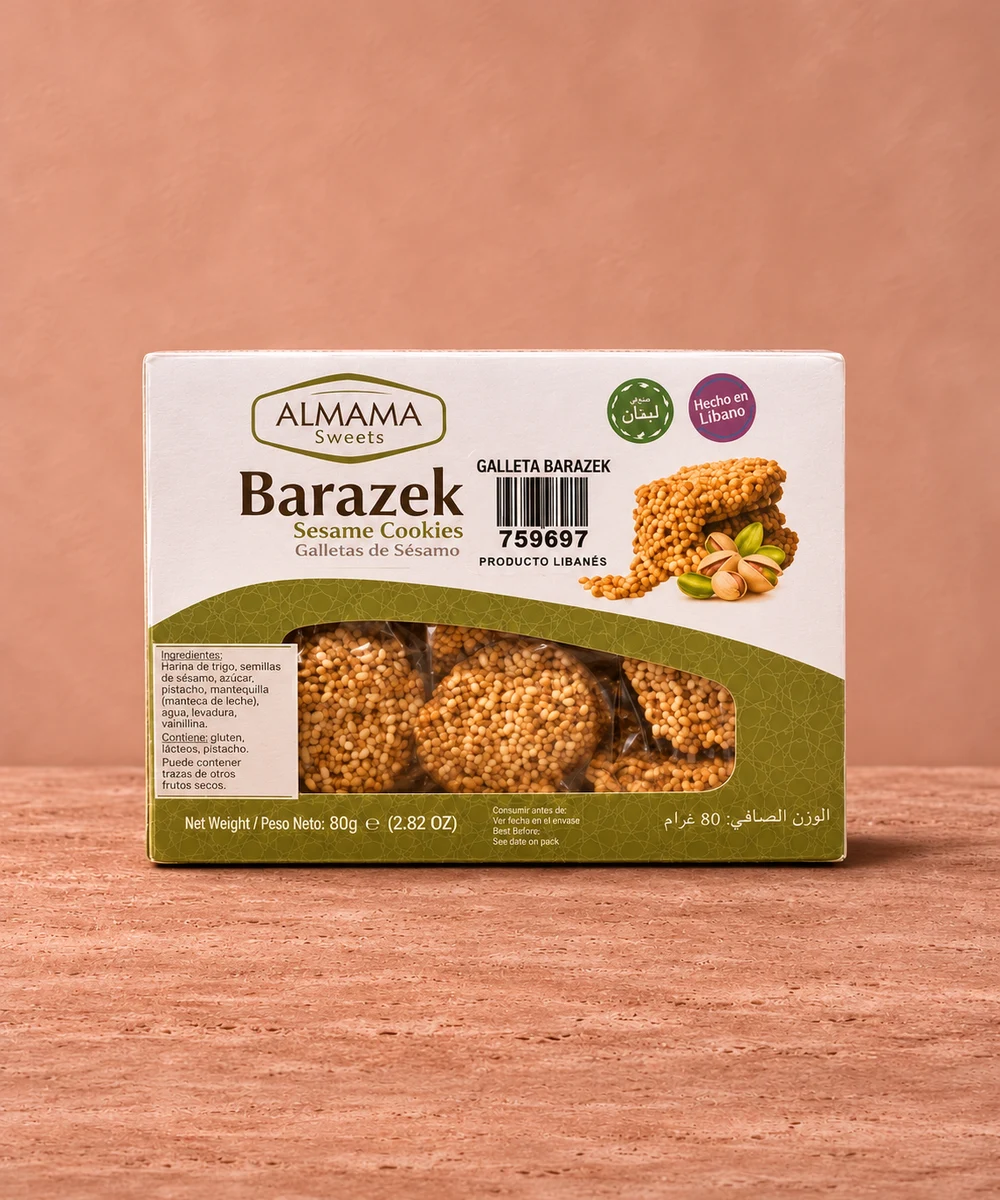 ALMAMA
Sweets
Barazek
Sesame Cookies
Galletas de Sésamo
GALLETA BARAZEK
759697
PRODUCTO LIBANÉS
صنع في
لبنان
Hecho en
Líbano
Ingredientes:
Harina de trigo, semillas
de sésamo, azúcar,
pistacho, mantequilla
(manteca de leche),
agua, levadura,
vainillina.
Contiene: gluten,
lácteos, pistacho.
Puede contener
trazas de otros
frutos secos.
Net Weight / Peso Neto: 80g ℮ (2.82 OZ)
Consumir antes de:
Ver fecha en el envase
Best Before:
See date on pack
الوزن الصافي: 80 غرام